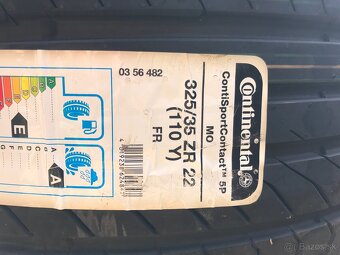 Continental
ContiSportContact™ 5P
MO
325/35 ZR 22
(110 Y)
FR
03 56 482
E
A
© bazos.sk